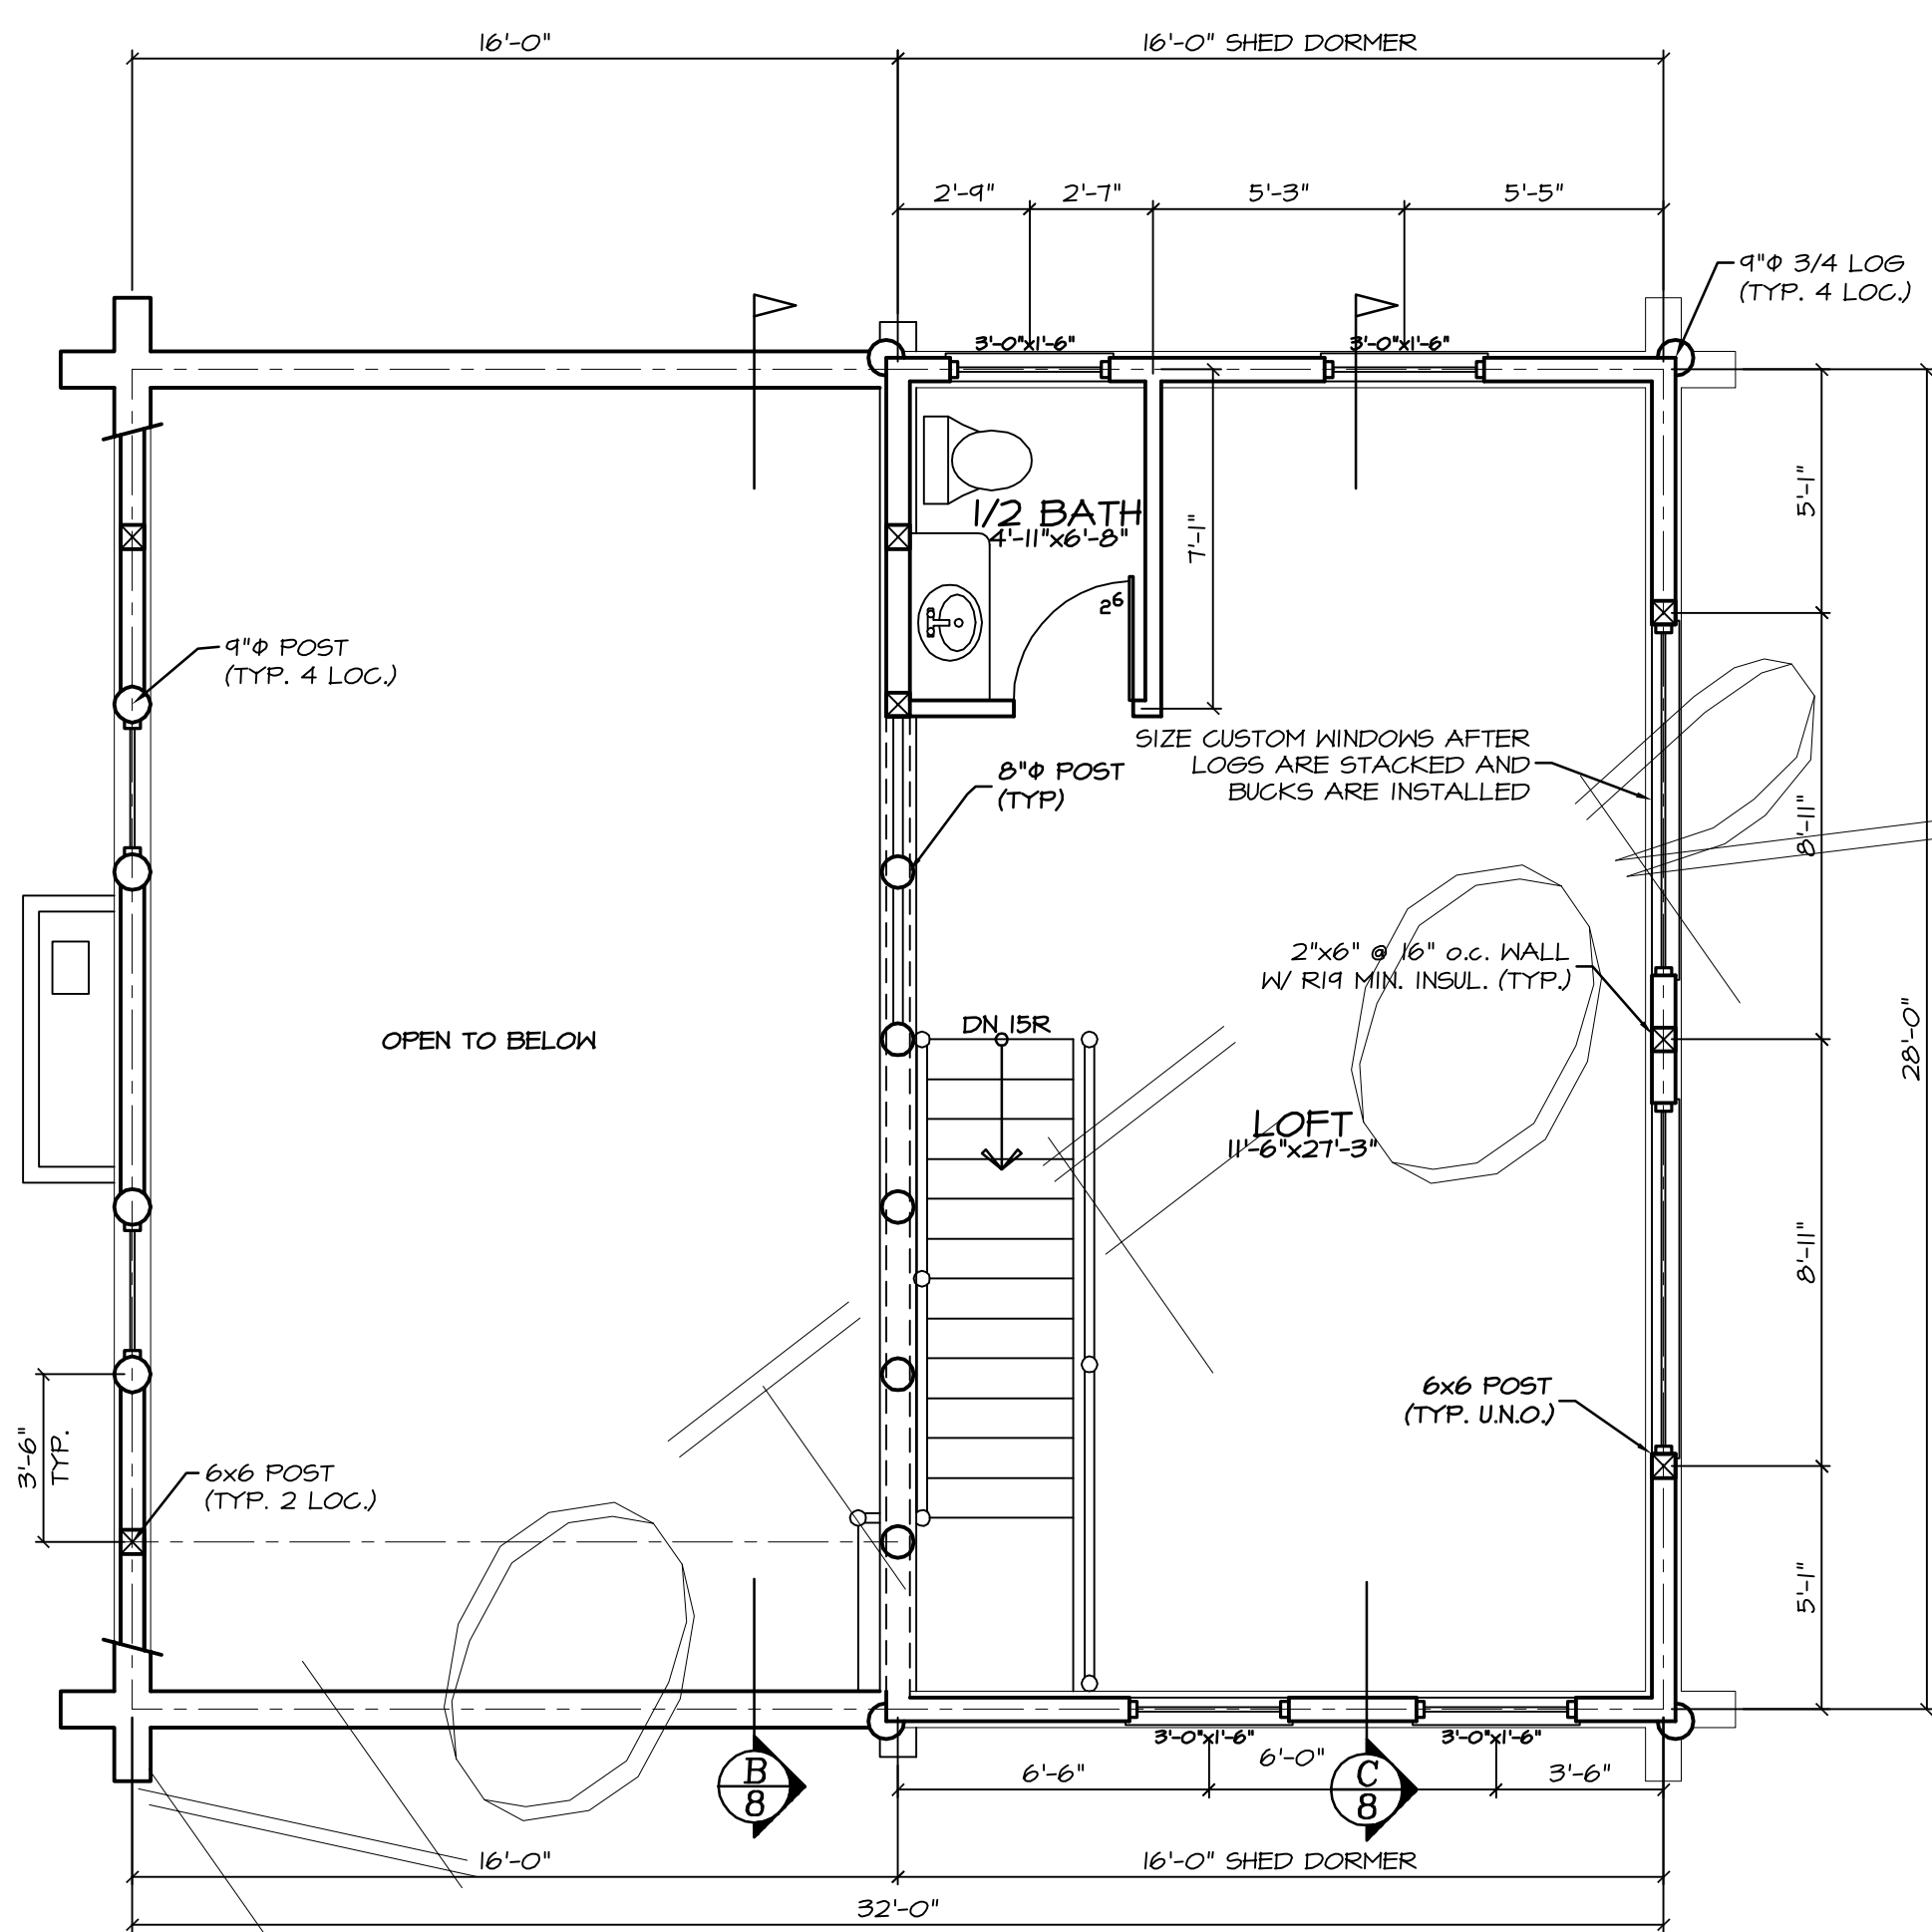 16'-0"
16'-0" SHED DORMER
2'-9"
2'-7"
5'-3"
5'-5"
9"Φ 3/4 LOG
(TYP. 4 LOC.)
3'-0"x1'-6"
3'-0"x1'-6"
1/2 BATH
4'-11"x6'-8"
7'-1"
5'-1"
2⁶
9"Φ POST
(TYP. 4 LOC.)
SIZE CUSTOM WINDOWS AFTER
LOGS ARE STACKED AND
BUCKS ARE INSTALLED
8"Φ POST
(TYP)
8'-11"
2"x6" @ 16" o.c. WALL
W/ R19 MIN. INSUL. (TYP.)
OPEN TO BELOW
DN 15R
28'-0"
LOFT
11'-6"x27'-3"
8'-11"
6x6 POST
(TYP. U.N.O.)
3'-6"
TYP.
6x6 POST
(TYP. 2 LOC.)
5'-1"
3'-0"x1'-6"
3'-0"x1'-6"
B
8
6'-6"
6'-0"
C
8
3'-6"
16'-0"
16'-0" SHED DORMER
32'-0"